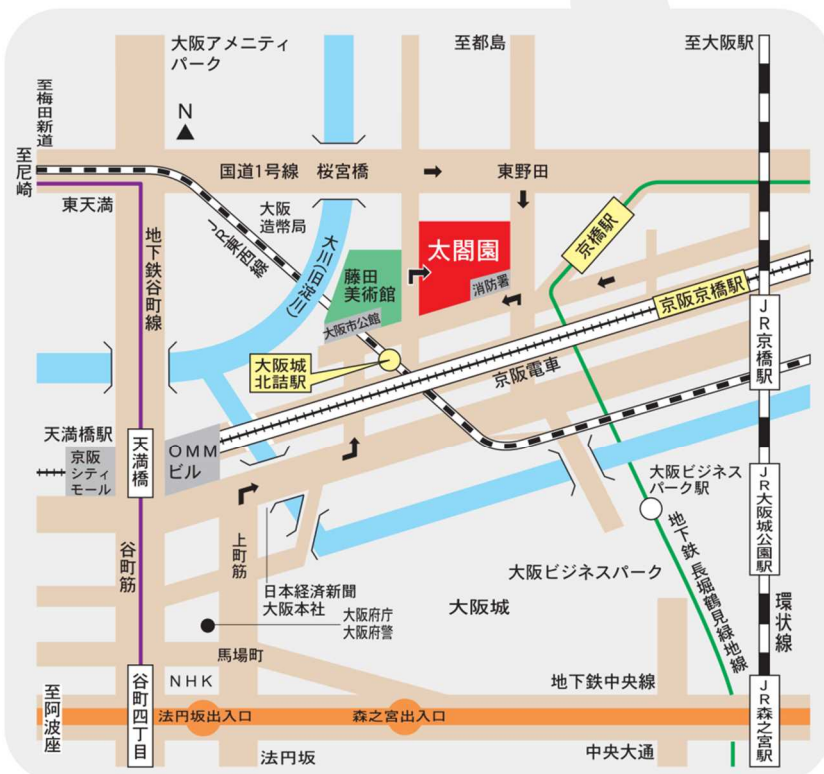 大阪アメニティ
パーク
至都島
至大阪駅
至梅田新道
N
至尼崎
国道1号線
桜宮橋
東野田
東天満
大阪
造幣局
JR東西線
大川(旧淀川)
地下鉄谷町線
藤田
美術館
太閤園
消防署
京橋駅
大阪市公館
京阪京橋駅
JR京橋駅
大阪城
北詰駅
京阪電車
天満橋駅
京阪
シティ
モール
天満橋
OMM
ビル
大阪ビジネス
パーク駅
JR大阪城公園駅
谷町筋
上町筋
日本経済新聞
大阪本社
大阪ビジネスパーク
地下鉄 長堀鶴見緑地線
大阪府庁
大阪府警
大阪城
環状線
馬場町
NHK
地下鉄中央線
至阿波座
谷町四丁目
法円坂出入口
森之宮出入口
JR森之宮駅
法円坂
中央大通